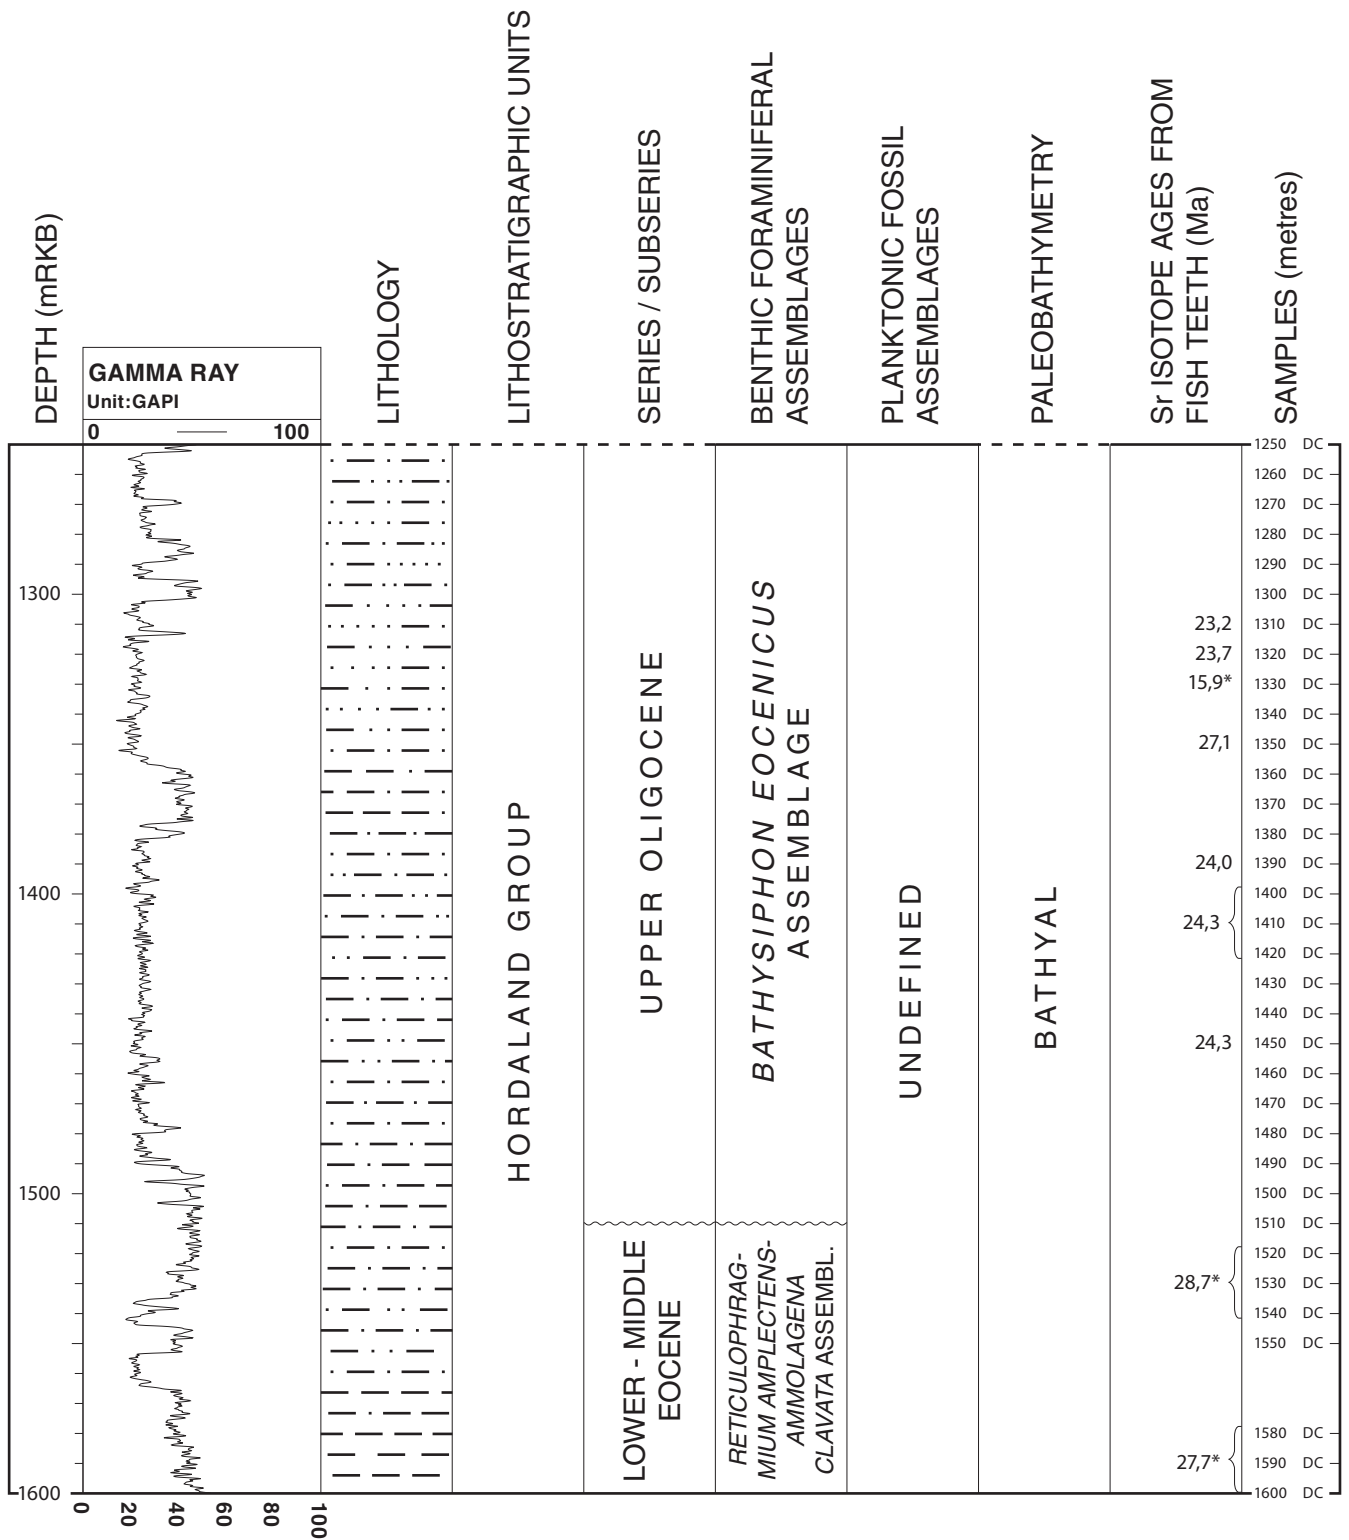 DEPTH (mRKB)
GAMMA RAY
Unit:GAPI
0 100
LITHOLOGY
LITHOSTRATIGRAPHIC UNITS
SERIES / SUBSERIES
BENTHIC FORAMINIFERAL
ASSEMBLAGES
PLANKTONIC FOSSIL
ASSEMBLAGES
PALEOBATHYMETRY
Sr ISOTOPE AGES FROM
FISH TEETH (Ma)
SAMPLES (metres)
1300
1400
1500
1600
0
20
40
60
80
100
HORDALAND GROUP
UPPER OLIGOCENE
LOWER - MIDDLE
EOCENE
BATHYSIPHON EOCENICUS
ASSEMBLAGE
RETICULOPHRAG-
MIUM AMPLECTENS-
AMMOLAGENA
CLAVATA ASSEMBL.
UNDEFINED
BATHYAL
23,2
23,7
15,9*
27,1
24,0
24,3
24,3
28,7*
27,7*
1250 DC
1260 DC
1270 DC
1280 DC
1290 DC
1300 DC
1310 DC
1320 DC
1330 DC
1340 DC
1350 DC
1360 DC
1370 DC
1380 DC
1390 DC
1400 DC
1410 DC
1420 DC
1430 DC
1440 DC
1450 DC
1460 DC
1470 DC
1480 DC
1490 DC
1500 DC
1510 DC
1520 DC
1530 DC
1540 DC
1550 DC
1580 DC
1590 DC
1600 DC